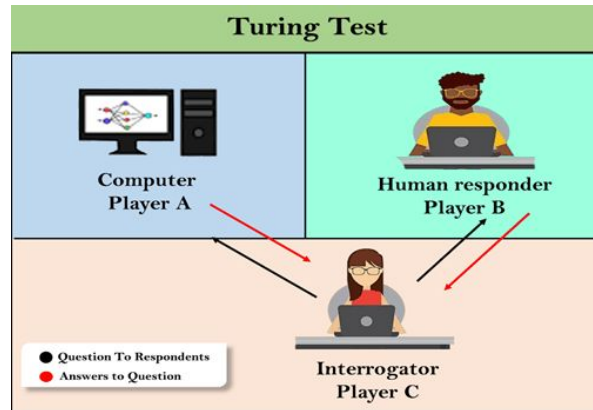 Turing Test
Computer
Player A
Human responder
Player B
Question To Respondents
Answers to Question
Interrogator
Player C